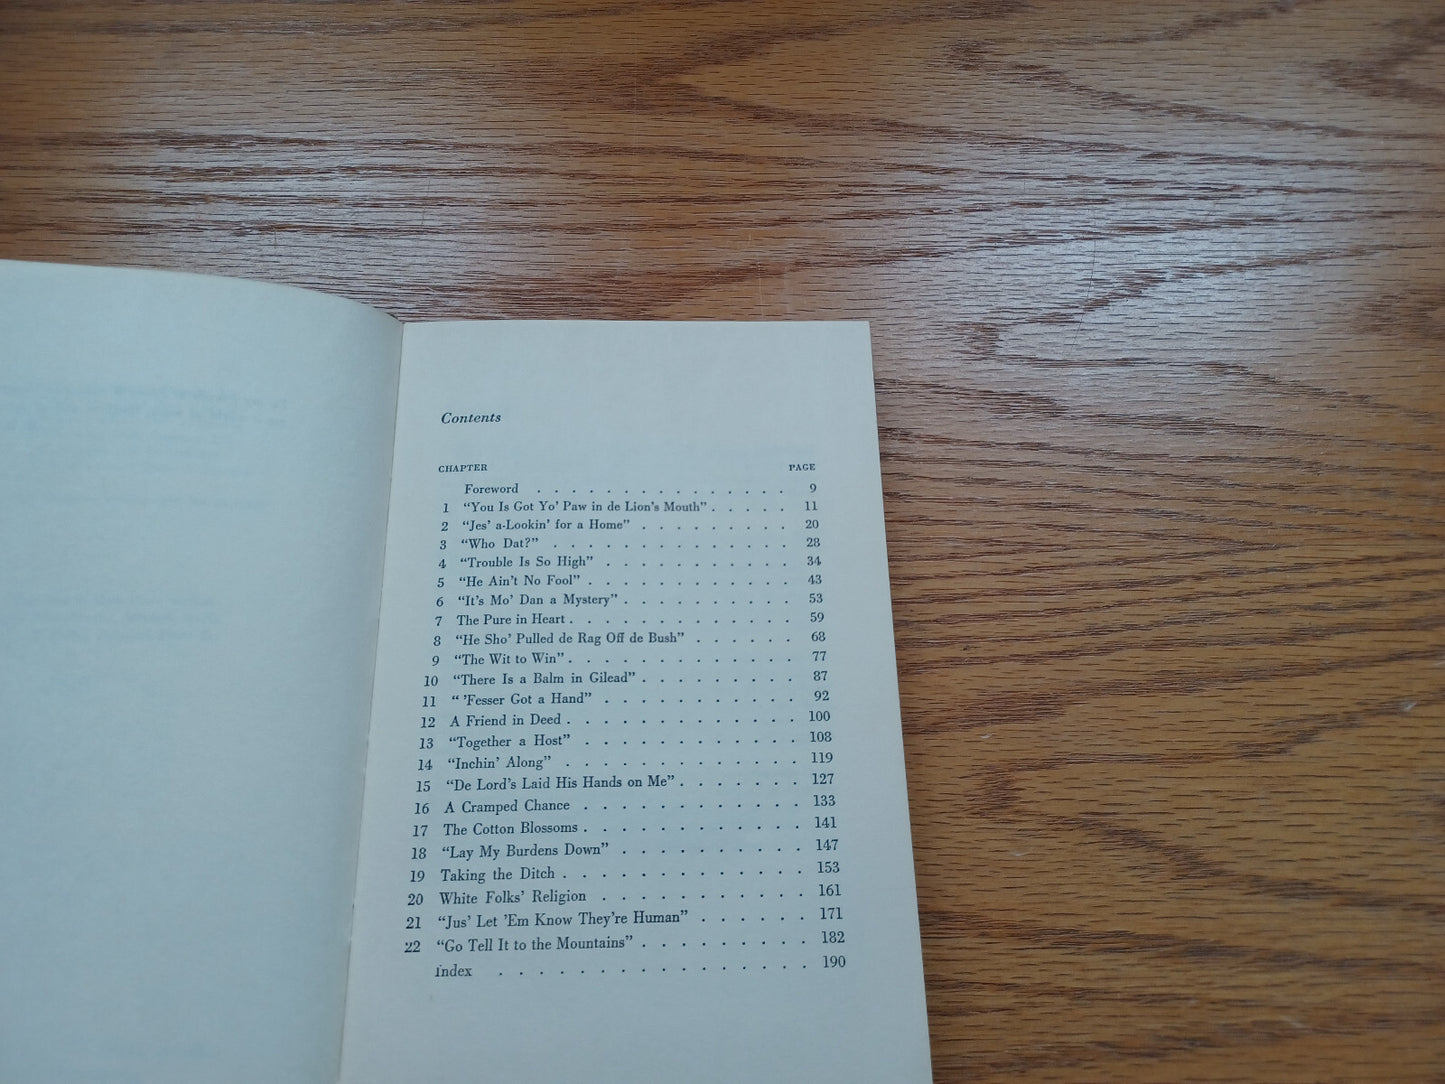 Contents
CHAPTER PAGE
Foreword . . . . . . . . . . . . . . . 9
1 “You Is Got Yo’ Paw in de Lion’s Mouth” . . . . . 11
2 “Jes’ a-Lookin’ for a Home” . . . . . . . . . 20
3 “Who Dat?” . . . . . . . . . . . . . . 28
4 “Trouble Is So High” . . . . . . . . . . . 34
5 “He Ain’t No Fool” . . . . . . . . . . . . 43
6 “It’s Mo’ Dan a Mystery” . . . . . . . . . . 53
7 The Pure in Heart . . . . . . . . . . . . . 59
8 “He Sho’ Pulled de Rag Off de Bush” . . . . . . 68
9 “The Wit to Win” . . . . . . . . . . . . . 77
10 “There Is a Balm in Gilead” . . . . . . . . . 87
11 “ ’Fesser Got a Hand” . . . . . . . . . . . 92
12 A Friend in Deed . . . . . . . . . . . . . 100
13 “Together a Host” . . . . . . . . . . . . 108
14 “Inchin’ Along” . . . . . . . . . . . . . 119
15 “De Lord’s Laid His Hands on Me” . . . . . . . 127
16 A Cramped Chance . . . . . . . . . . . . 133
17 The Cotton Blossoms . . . . . . . . . . . . 141
18 “Lay My Burdens Down” . . . . . . . . . . 147
19 Taking the Ditch . . . . . . . . . . . . . 153
20 White Folks’ Religion . . . . . . . . . . . 161
21 “Jus’ Let ’Em Know They’re Human” . . . . . . 171
22 “Go Tell It to the Mountains” . . . . . . . . . 182
Index . . . . . . . . . . . . . . . . 190